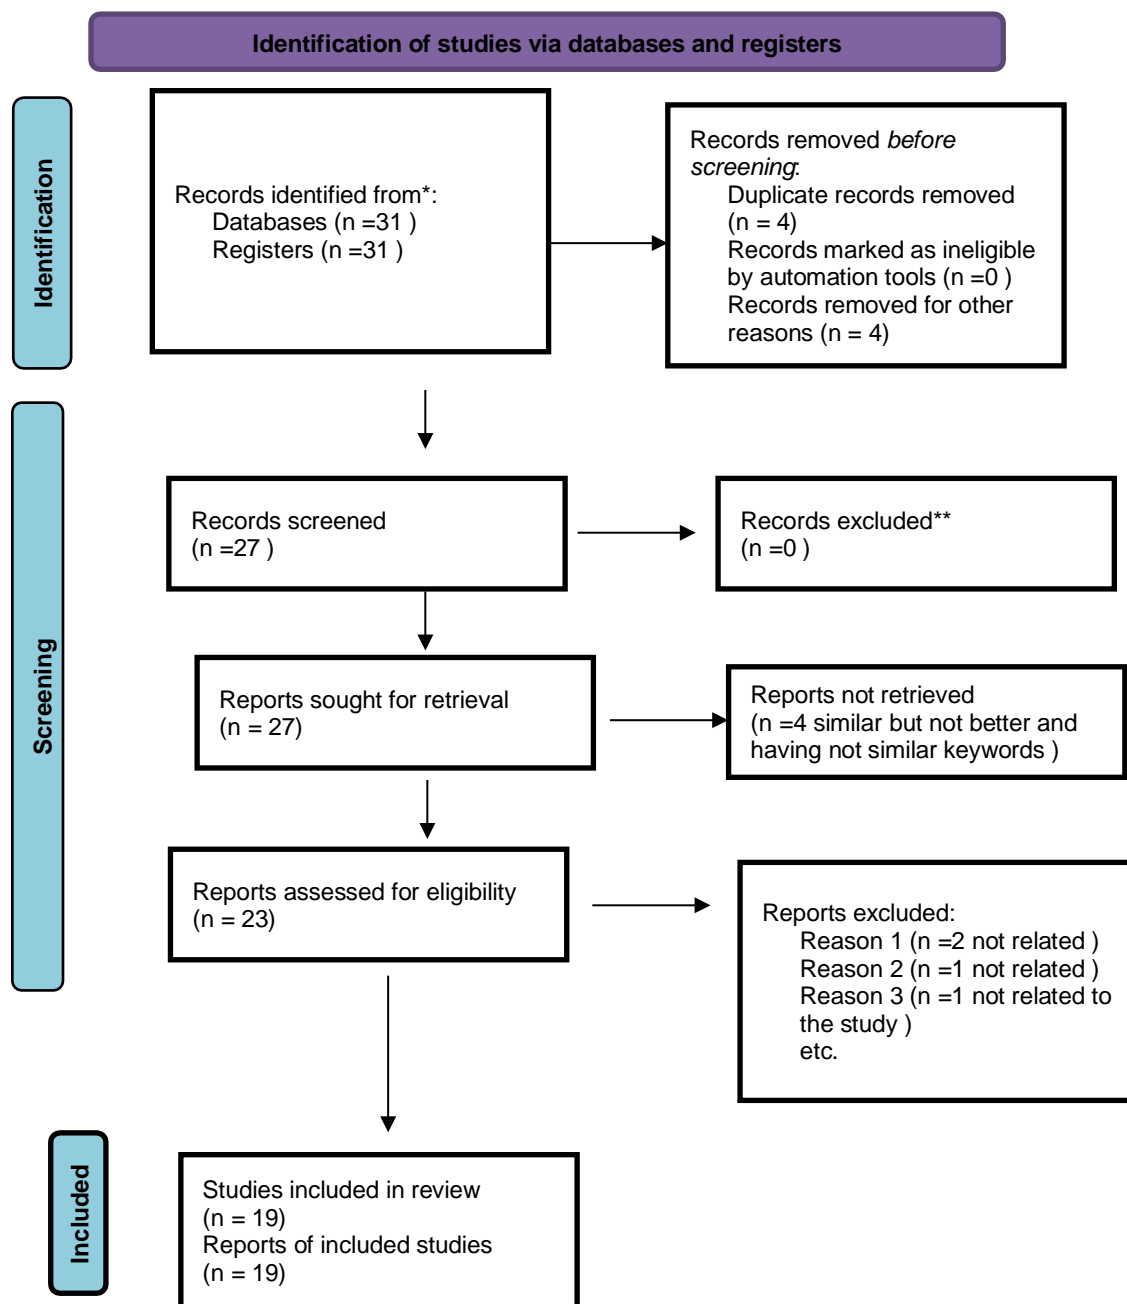 Identification of studies via databases and registers
Identification
Records identified from*:
Databases (n =31 )
Registers (n =31 )
Records removed before
screening:
Duplicate records removed
(n = 4)
Records marked as ineligible
by automation tools (n =0 )
Records removed for other
reasons (n = 4)
Screening
Records screened
(n =27 )
Records excluded**
(n =0 )
Reports sought for retrieval
(n = 27)
Reports not retrieved
(n =4 similar but not better and
having not similar keywords )
Reports assessed for eligibility
(n = 23)
Reports excluded:
Reason 1 (n =2 not related )
Reason 2 (n =1 not related )
Reason 3 (n =1 not related to
the study )
etc.
Included
Studies included in review
(n = 19)
Reports of included studies
(n = 19)